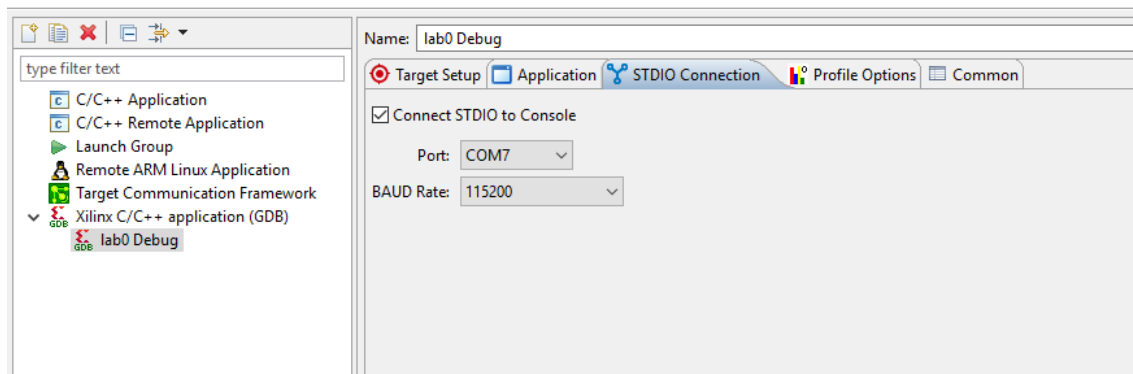 type filter text
C/C++ Application
C/C++ Remote Application
Launch Group
Remote ARM Linux Application
Target Communication Framework
Xilinx C/C++ application (GDB)
lab0 Debug
Name: lab0 Debug
Target Setup Application STDIO Connection Profile Options Common
Connect STDIO to Console
Port: COM7
BAUD Rate: 115200